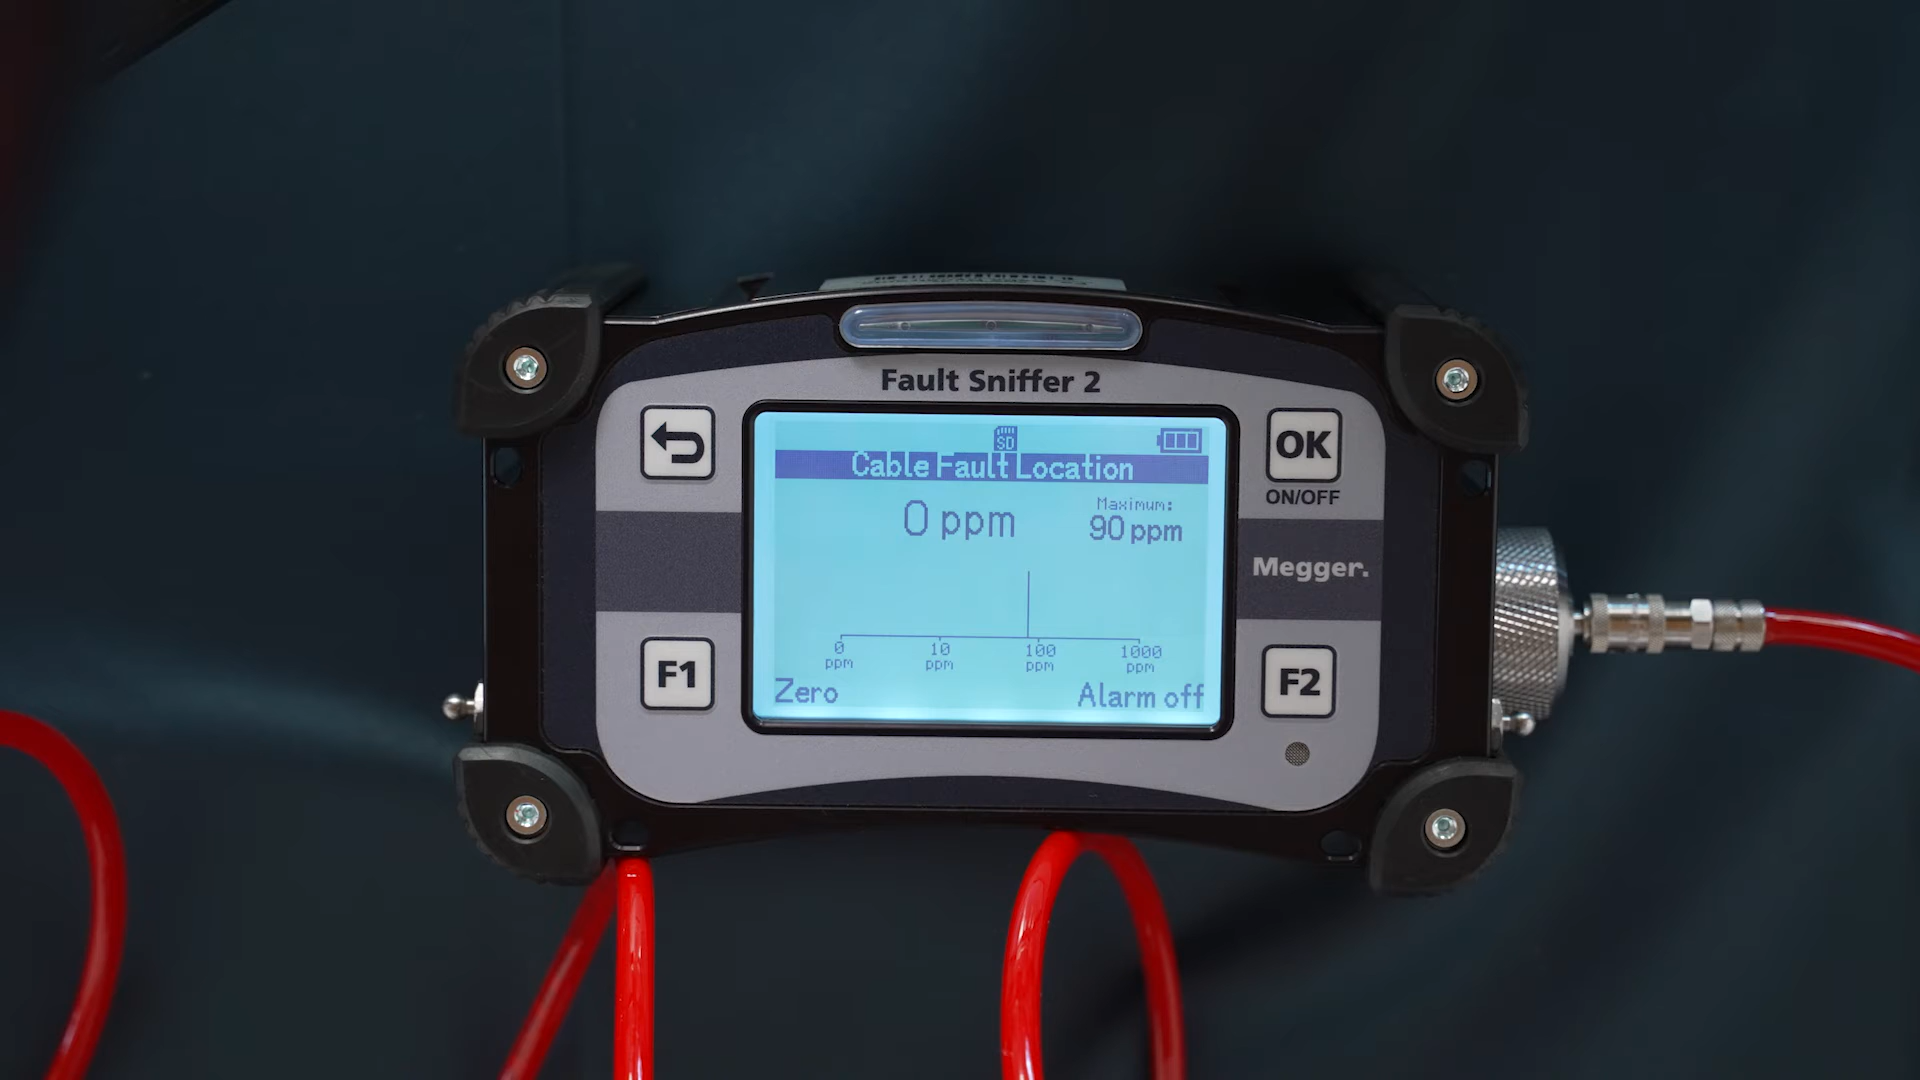 Fault Sniffer 2
SD
Cable Fault Location
OK
ON/OFF
0 ppm
Maximum:
90 ppm
Megger.
0 10 100 1000
ppm ppm ppm ppm
Zero
Alarm off
F1
F2